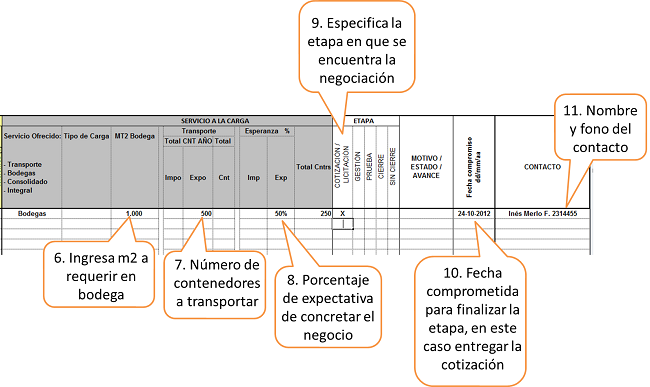 9. Especifica la
etapa en que se
encuentra la
negociación
11. Nombre
y fono del
contacto
SERVICIO A LA CARGA
ETAPA
Servicio Ofrecido:
- Transporte
- Bodegas
- Consolidado
- Integral
Tipo de Carga
MT2 Bodega
Transporte
Total CNT AÑO Total
Impo
Expo
Cnt
Esperanza %
Imp
Exp
Total Cntrs
COTIZACION /
LICITACIÓN
GESTIÓN
PRUEBA
CIERRE
SIN CIERRE
MOTIVO /
ESTADO /
AVANCE
Fecha compromiso
dd/mm/aa
CONTACTO
Bodegas
1,000
500
50%
250
X
24-10-2012
Inés Merlo F. 2314455
6. Ingresa m2 a
requerir en
bodega
7. Número de
contenedores
a transportar
8. Porcentaje
de expectativa
de concretar el
negocio
10. Fecha
comprometida
para finalizar la
etapa, en este
caso entregar la
cotización